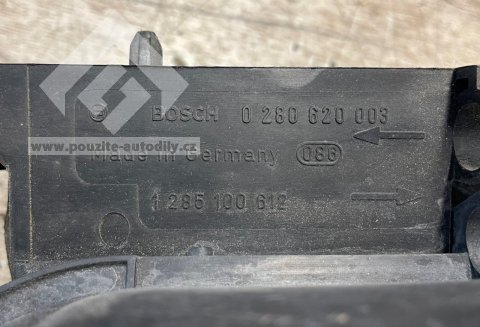 BOSCH 0 280 620 003
www.pouzite-autodily.cz
Made in Germany 086
1 285 100 612